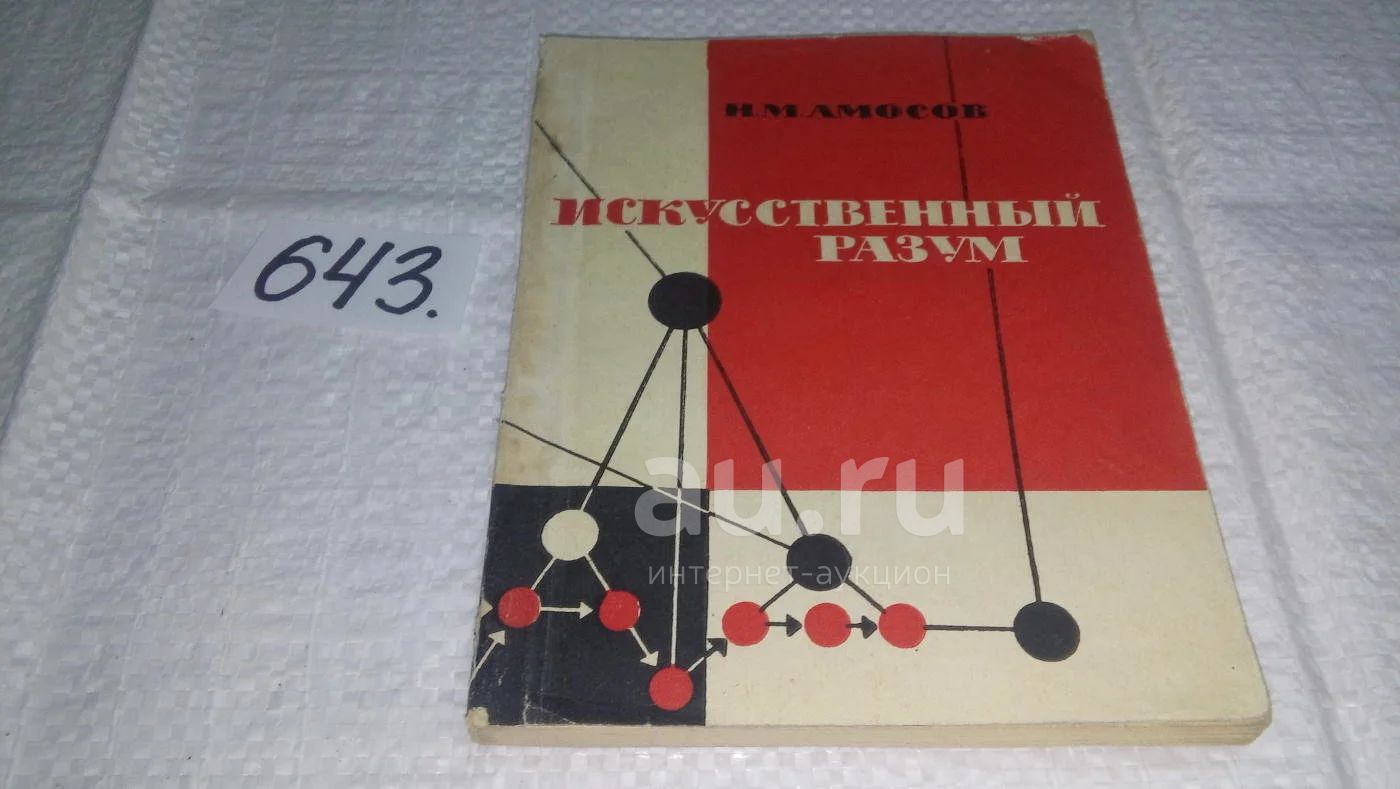 Н.М.АМОСОВ
ИСКУССТВЕННЫЙ
РАЗУМ
643.
au.ru
интернет-аукцион